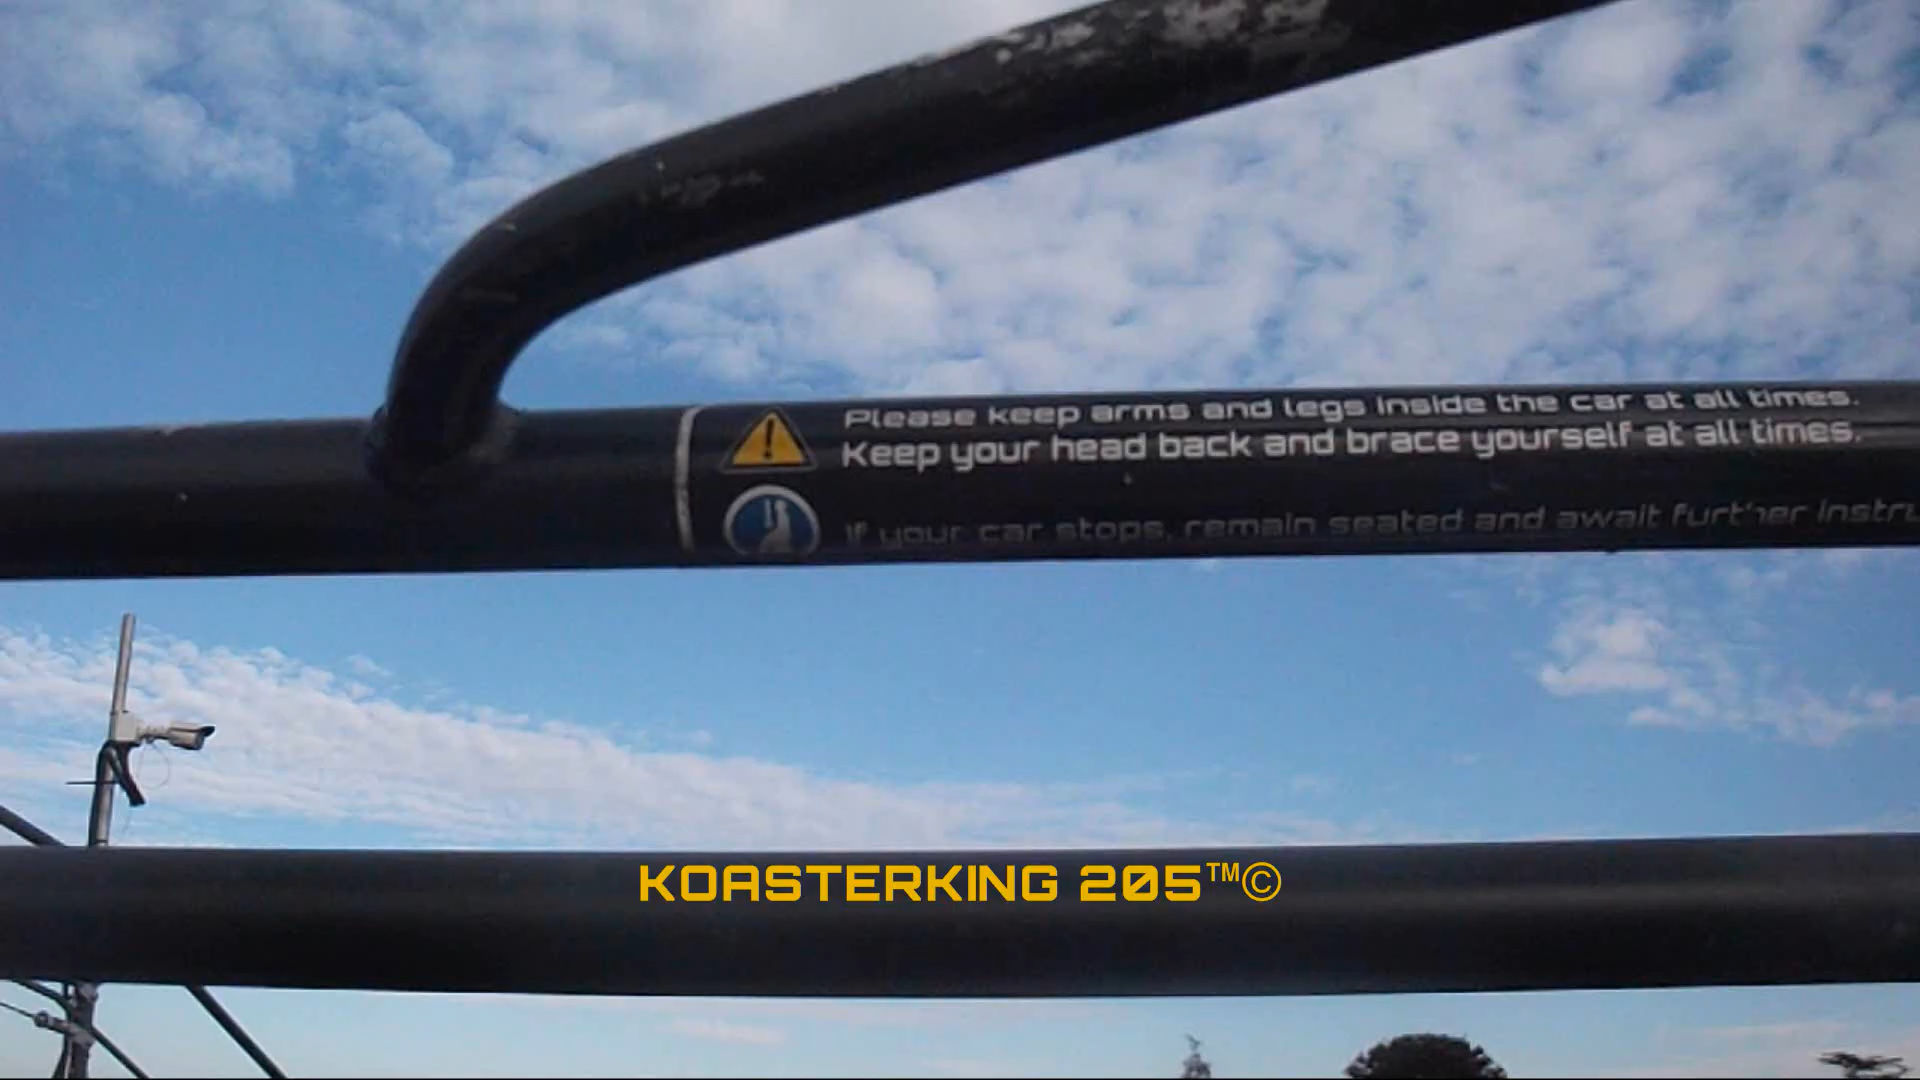 Please keep arms and legs inside the car at all times.
Keep your head back and brace yourself at all times.
If your car stops, remain seated and await further instru
KOASTERKING 205™©